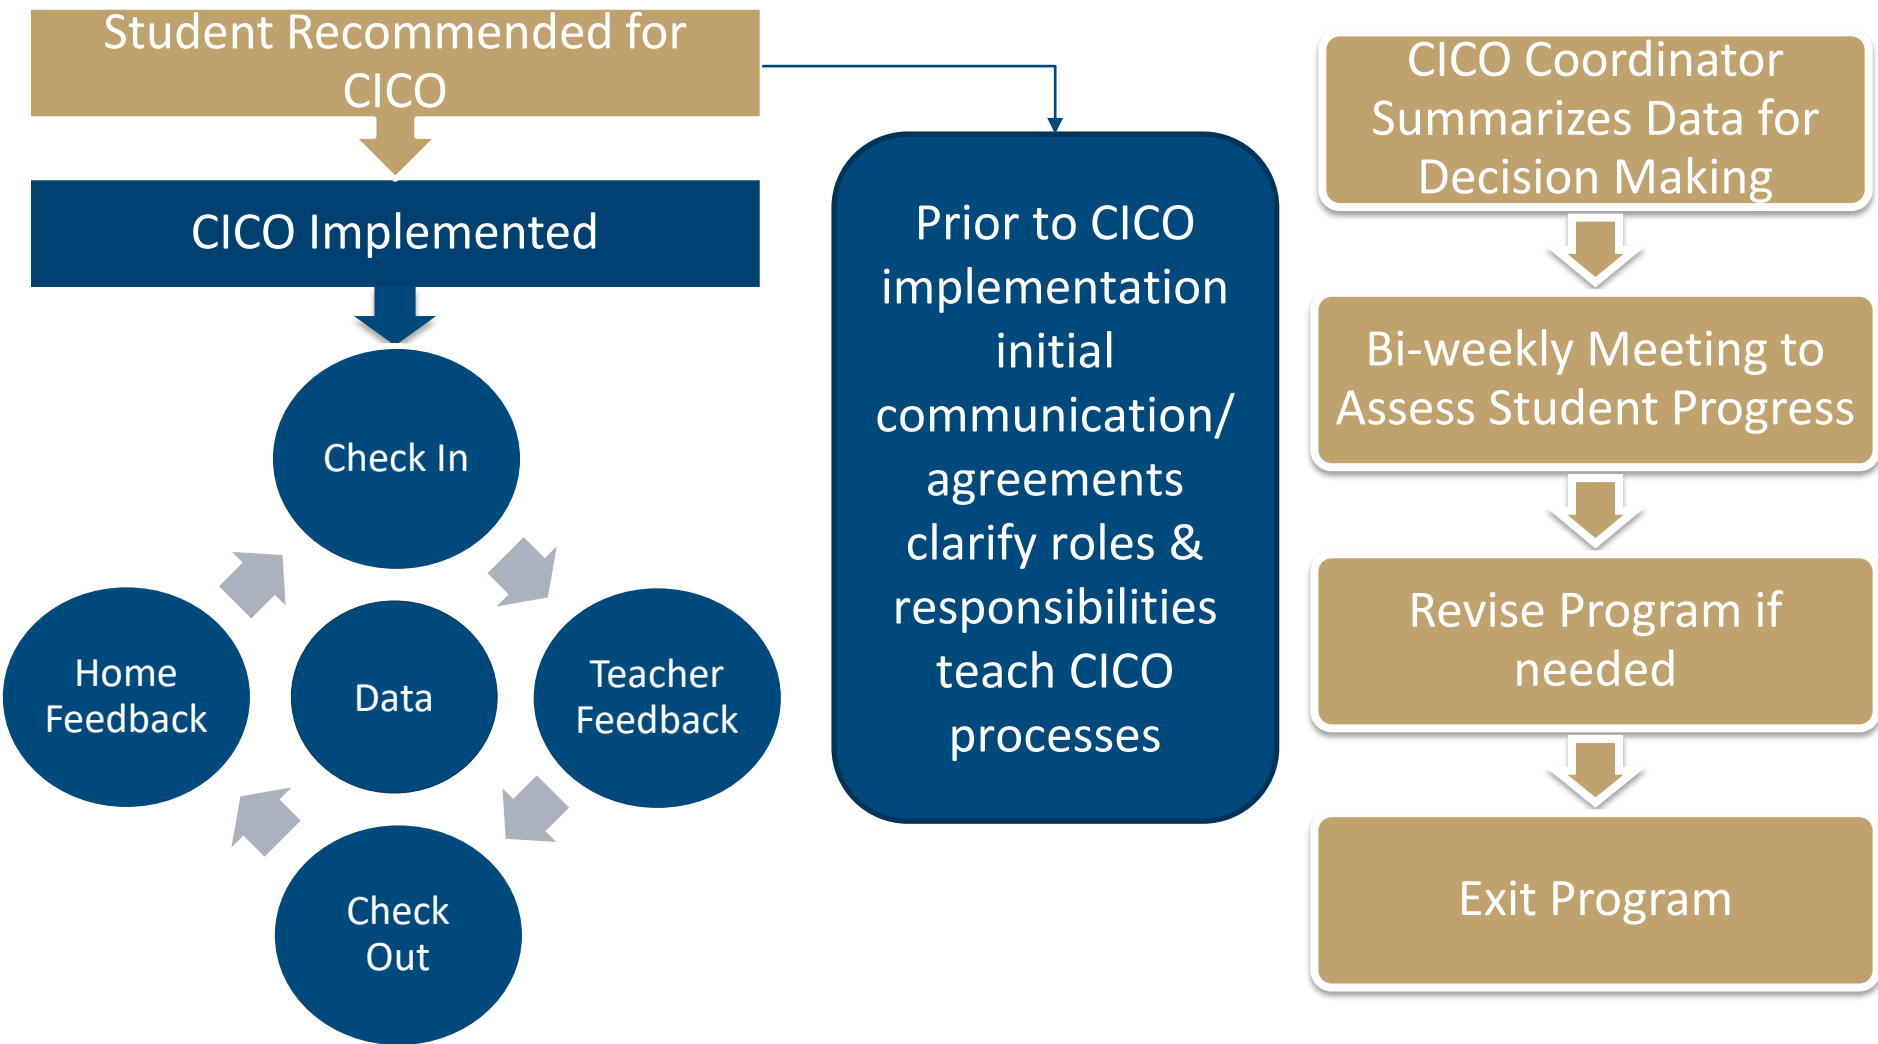 Student Recommended for
CICO
CICO Implemented
Check In
Teacher
Feedback
Check
Out
Home
Feedback
Data
Prior to CICO
implementation
initial
communication/
agreements
clarify roles &
responsibilities
teach CICO
processes
CICO Coordinator
Summarizes Data for
Decision Making
Bi-weekly Meeting to
Assess Student Progress
Revise Program if
needed
Exit Program